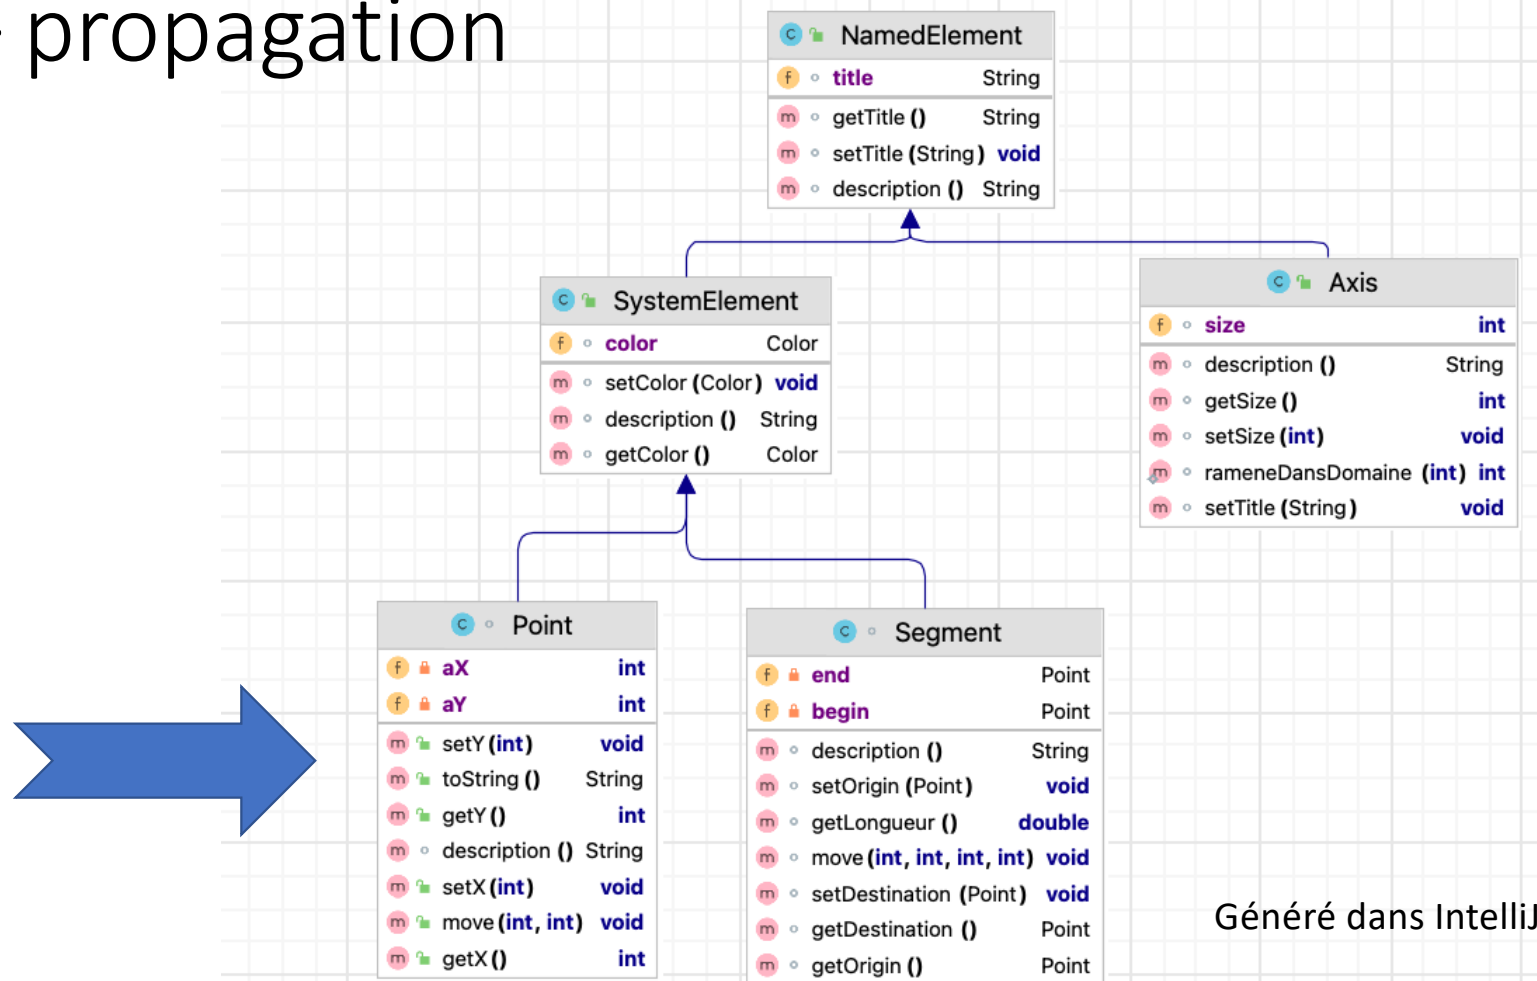 - propagation
NamedElement
f title String
m getTitle () String
m setTitle (String) void
m description () String
C SystemElement
f color Color
m setColor (Color) void
m description () String
m getColor () Color
C Axis
f size int
m description () String
m getSize () int
m setSize (int) void
m rameneDansDomaine (int) int
m setTitle (String) void
C Point
f aX int
f aY int
m setY (int) void
m toString () String
m getY () int
m description () String
m setX (int) void
m move (int, int) void
m getX () int
C Segment
f end Point
f begin Point
m description () String
m setOrigin (Point) void
m getLongueur () double
m move (int, int, int, int) void
m setDestination (Point) void
m getDestination () Point
m getOrigin () Point
Généré dans IntelliJ